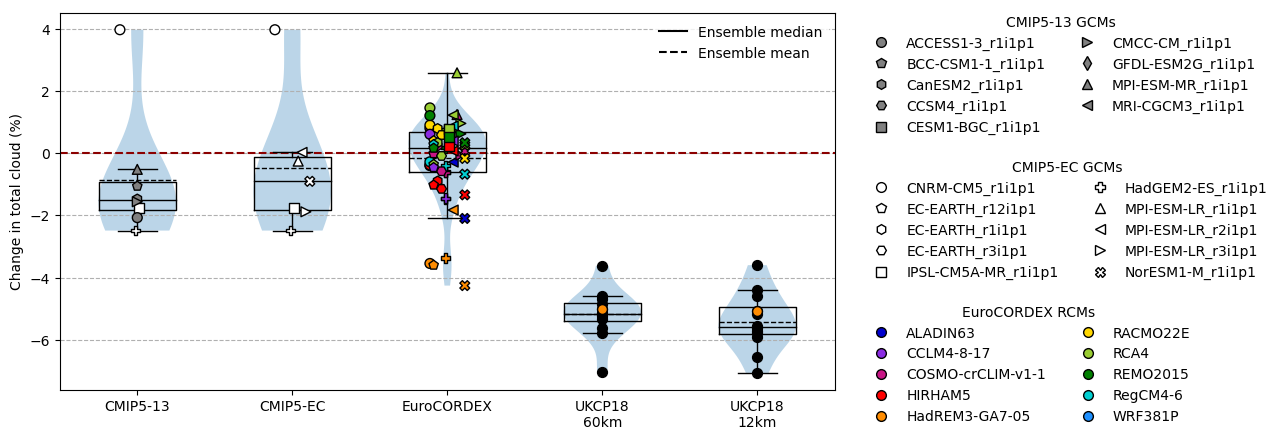 Change in total cloud (%)
4
2
0
−2
−4
−6
Ensemble median
Ensemble mean
CMIP5-13
CMIP5-EC
EuroCORDEX
UKCP18
60km
UKCP18
12km
CMIP5-13 GCMs
ACCESS1-3_r1i1p1
BCC-CSM1-1_r1i1p1
CanESM2_r1i1p1
CCSM4_r1i1p1
CESM1-BGC_r1i1p1
CMCC-CM_r1i1p1
GFDL-ESM2G_r1i1p1
MPI-ESM-MR_r1i1p1
MRI-CGCM3_r1i1p1
CMIP5-EC GCMs
CNRM-CM5_r1i1p1
EC-EARTH_r12i1p1
EC-EARTH_r1i1p1
EC-EARTH_r3i1p1
IPSL-CM5A-MR_r1i1p1
HadGEM2-ES_r1i1p1
MPI-ESM-LR_r1i1p1
MPI-ESM-LR_r2i1p1
MPI-ESM-LR_r3i1p1
NorESM1-M_r1i1p1
EuroCORDEX RCMs
ALADIN63
CCLM4-8-17
COSMO-crCLIM-v1-1
HIRHAM5
HadREM3-GA7-05
RACMO22E
RCA4
REMO2015
RegCM4-6
WRF381P